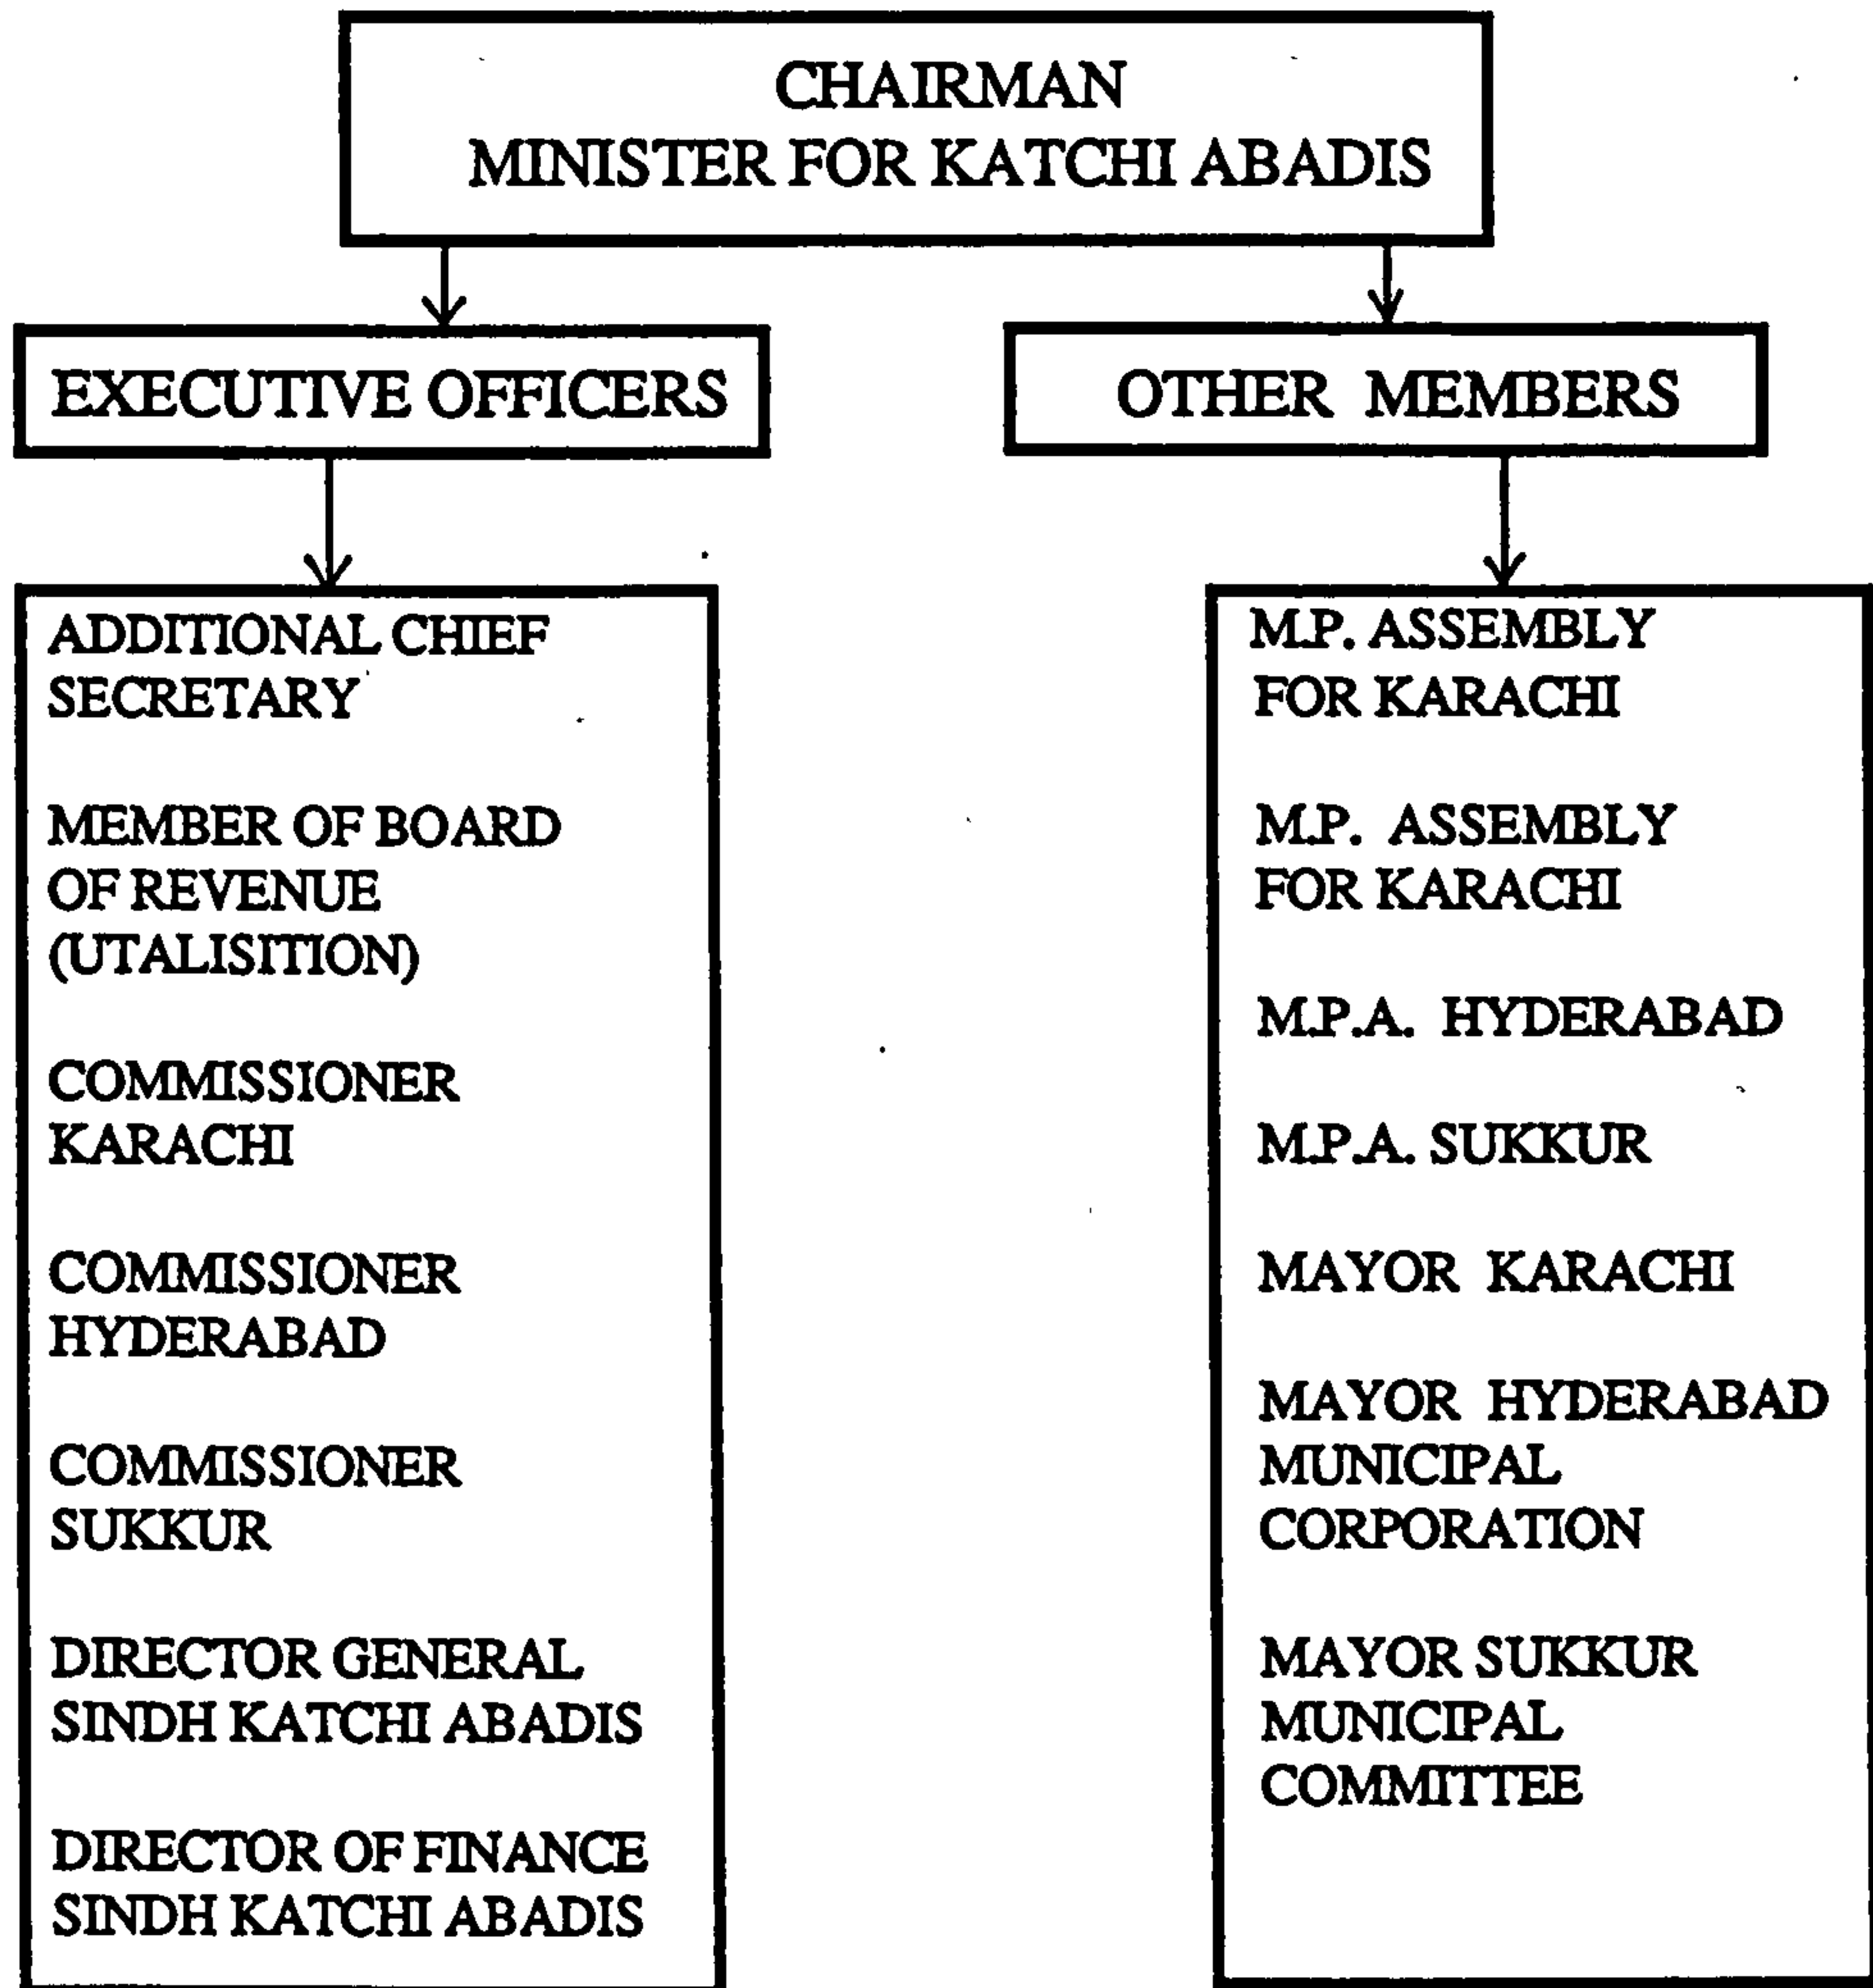 CHAIRMAN
MINISTER FOR KATCHI ABADIS
EXECUTIVE OFFICERS
OTHER MEMBERS
ADDITIONAL CHIEF
SECRETARY
MEMBER OF BOARD
OF REVENUE
(UTALISITION)
COMMISSIONER
KARACHI
COMMISSIONER
HYDERABAD
COMMISSIONER
SUKKUR
DIRECTOR GENERAL
SINDH KATCHI ABADIS
DIRECTOR OF FINANCE
SINDH KATCHI ABADIS
M.P. ASSEMBLY
FOR KARACHI
M.P. ASSEMBLY
FOR KARACHI
M.P.A. HYDERABAD
M.P.A. SUKKUR
MAYOR KARACHI
MAYOR HYDERABAD
MUNICIPAL
CORPORATION
MAYOR SUKKUR
MUNICIPAL
COMMITTEE